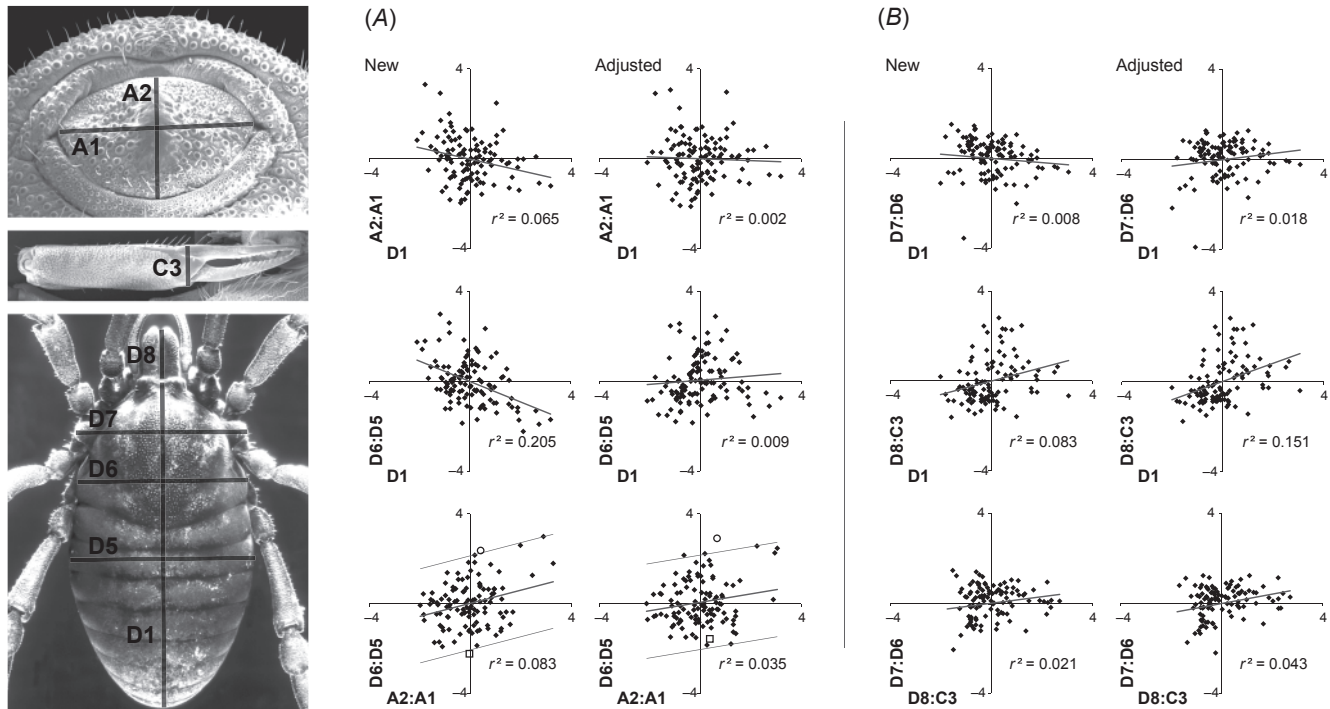 A2
A1
C3
D8
D7
D6
D5
D1
(A)
New
4
–4
4
A2:A1
r² = 0.065
–4
D1
Adjusted
4
–4
4
A2:A1
r² = 0.002
–4
D1
4
–4
4
D6:D5
r² = 0.205
–4
D1
4
–4
4
D6:D5
r² = 0.009
–4
D1
4
–4
4
D6:D5
r² = 0.083
–4
A2:A1
4
–4
4
D6:D5
r² = 0.035
–4
A2:A1
(B)
New
4
–4
4
D7:D6
r² = 0.008
–4
D1
Adjusted
4
–4
4
D7:D6
r² = 0.018
–4
D1
4
–4
4
D8:C3
r² = 0.083
–4
D1
4
–4
4
D8:C3
r² = 0.151
–4
D1
4
–4
4
D7:D6
r² = 0.021
–4
D8:C3
4
–4
4
D7:D6
r² = 0.043
–4
D8:C3